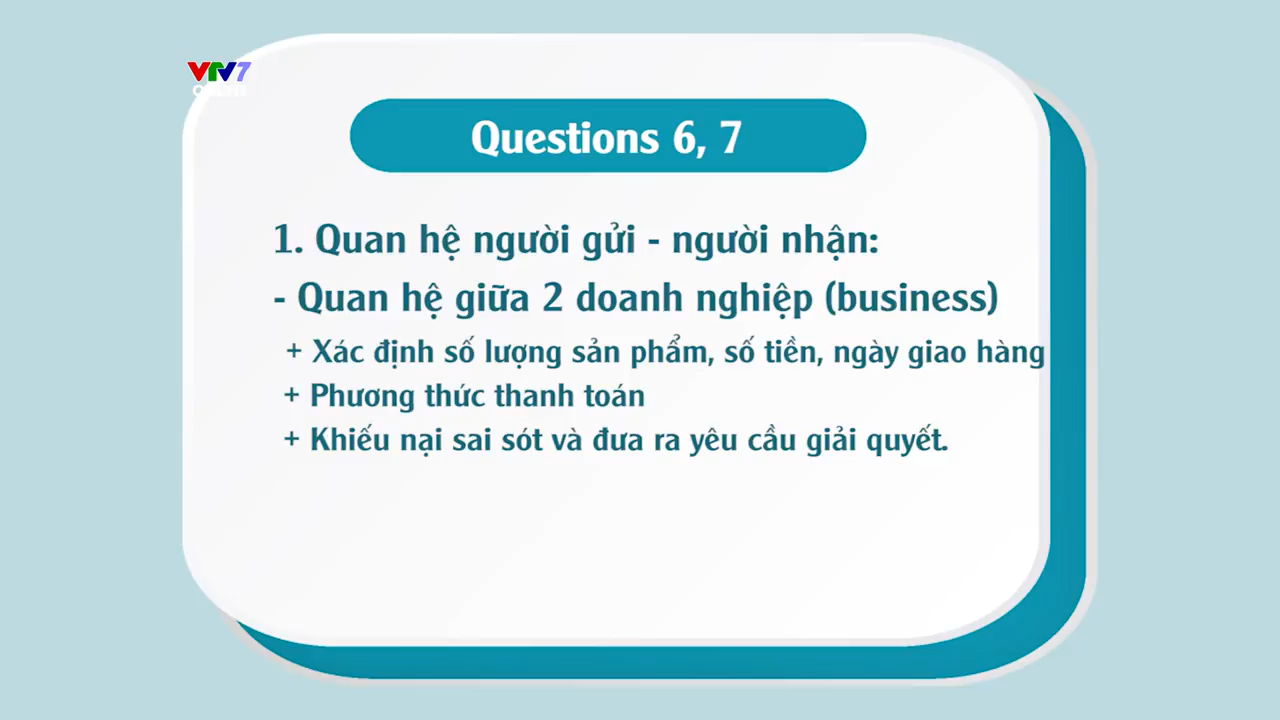 VTV7
Questions 6, 7
1. Quan hệ người gửi - người nhận:
- Quan hệ giữa 2 doanh nghiệp (business)
+ Xác định số lượng sản phẩm, số tiền, ngày giao hàng
+ Phương thức thanh toán
+ Khiếu nại sai sót và đưa ra yêu cầu giải quyết.